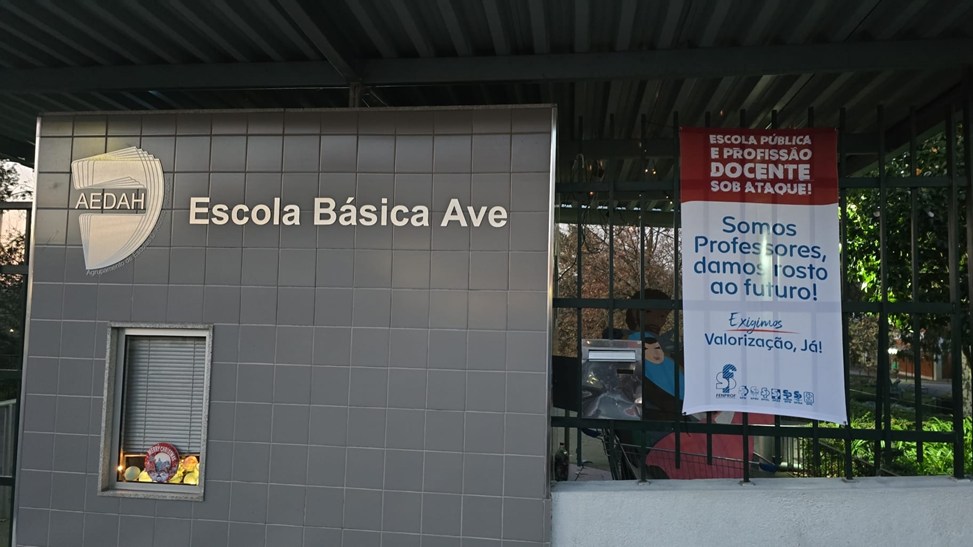 AEDAH
Escola Básica Ave
ESCOLA PÚBLICA
E PROFISSÃO
DOCENTE
SOB ATAQUE!
Somos
Professores,
damos rosto
ao futuro!
Exigimos
Valorização, Já!
FENPROF